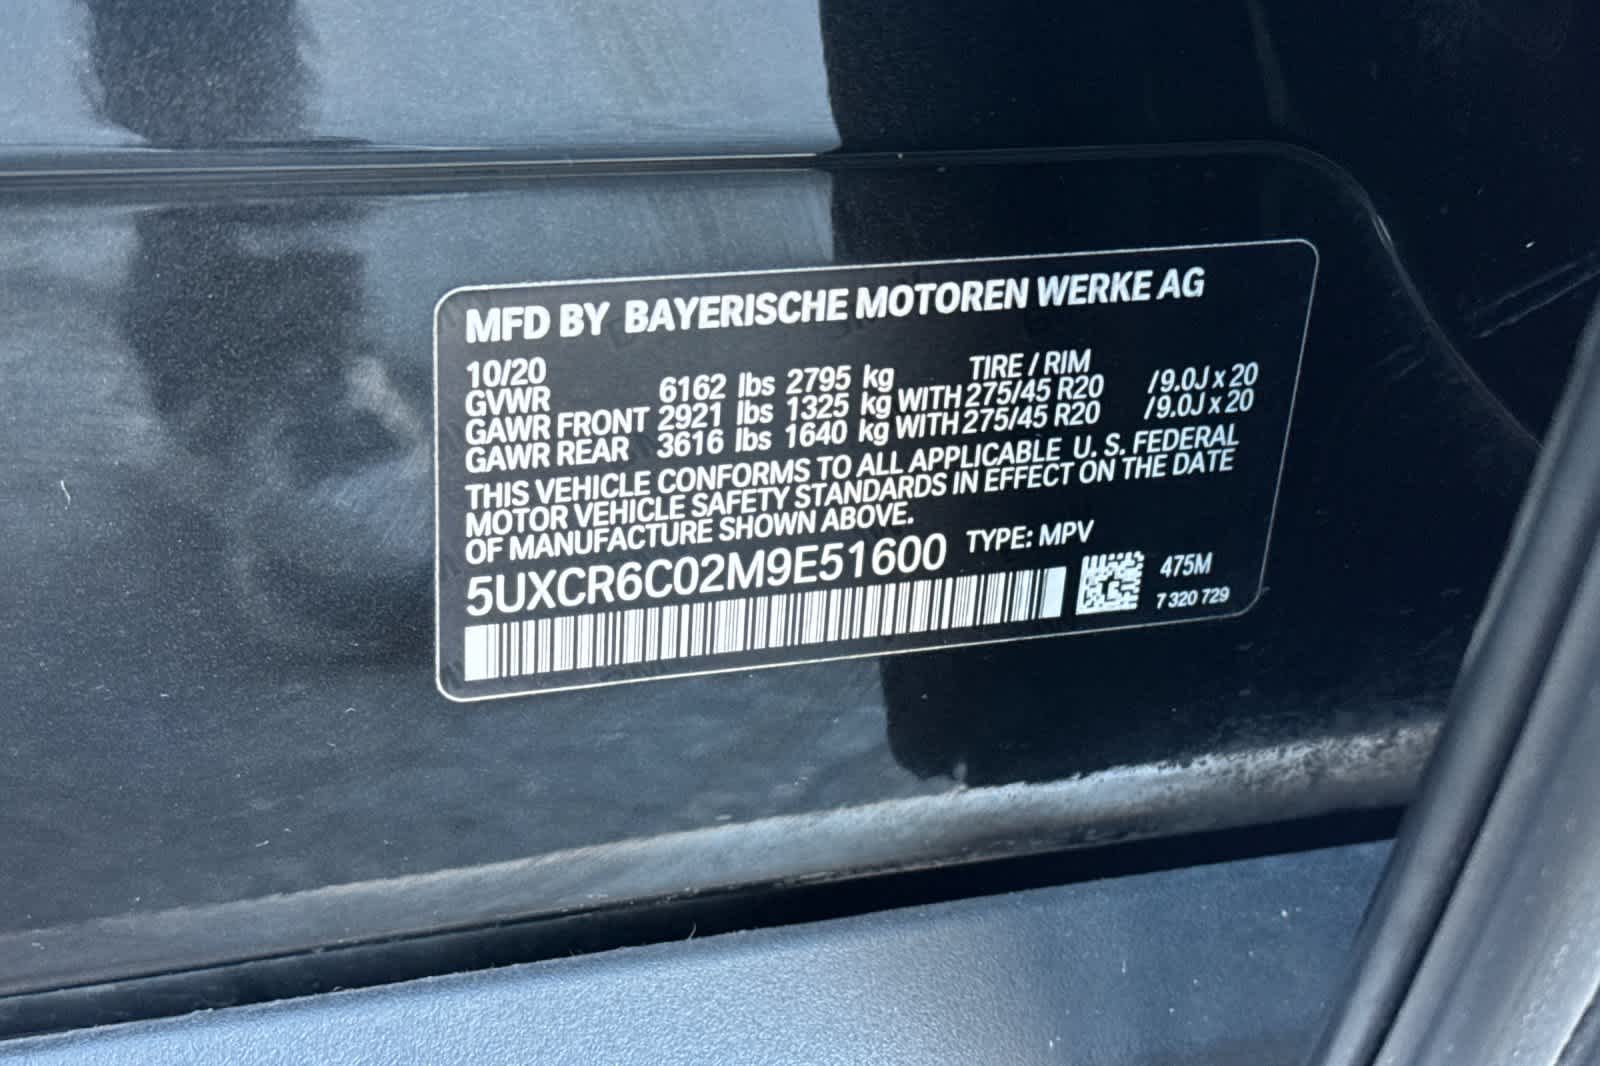 MFD BY BAYERISCHE MOTOREN WERKE AG
10/20 TIRE / RIM
GVWR 6162 lbs 2795 kg
GAWR FRONT 2921 lbs 1325 kg WITH 275/45 R20 / 9.0J x 20
GAWR REAR 3616 lbs 1640 kg WITH 275/45 R20 / 9.0J x 20
THIS VEHICLE CONFORMS TO ALL APPLICABLE U. S. FEDERAL
MOTOR VEHICLE SAFETY STANDARDS IN EFFECT ON THE DATE
OF MANUFACTURE SHOWN ABOVE.
5UXCR6C02M9E51600 TYPE: MPV
475M
7 320 729